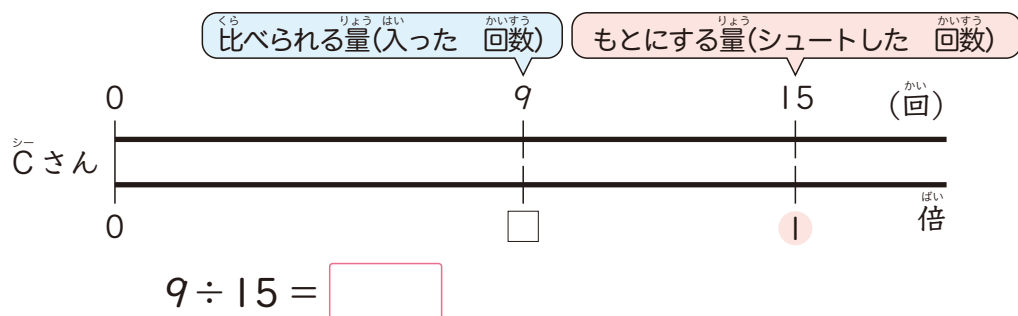 比べられる量(入った 回数) もとにする量(シュートした 回数)
0 9 15 (回)
Cさん
0 □ 1 倍
9÷15=